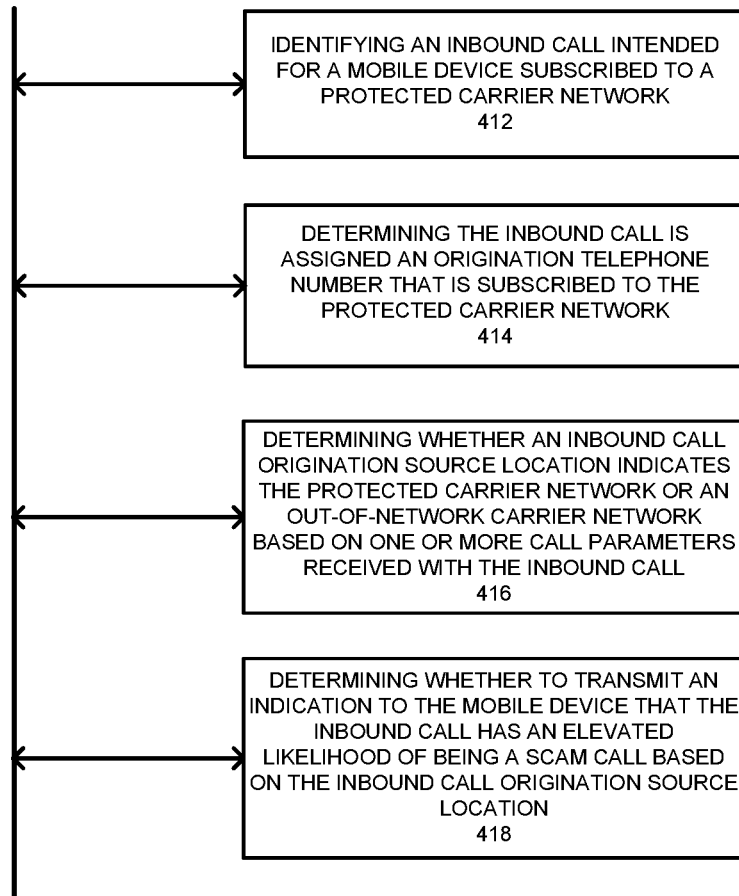 IDENTIFYING AN INBOUND CALL INTENDED
FOR A MOBILE DEVICE SUBSCRIBED TO A
PROTECTED CARRIER NETWORK
412
DETERMINING THE INBOUND CALL IS
ASSIGNED AN ORIGINATION TELEPHONE
NUMBER THAT IS SUBSCRIBED TO THE
PROTECTED CARRIER NETWORK
414
DETERMINING WHETHER AN INBOUND CALL
ORIGINATION SOURCE LOCATION INDICATES
THE PROTECTED CARRIER NETWORK OR AN
OUT-OF-NETWORK CARRIER NETWORK
BASED ON ONE OR MORE CALL PARAMETERS
RECEIVED WITH THE INBOUND CALL
416
DETERMINING WHETHER TO TRANSMIT AN
INDICATION TO THE MOBILE DEVICE THAT THE
INBOUND CALL HAS AN ELEVATED
LIKELIHOOD OF BEING A SCAM CALL BASED
ON THE INBOUND CALL ORIGINATION SOURCE
LOCATION
418